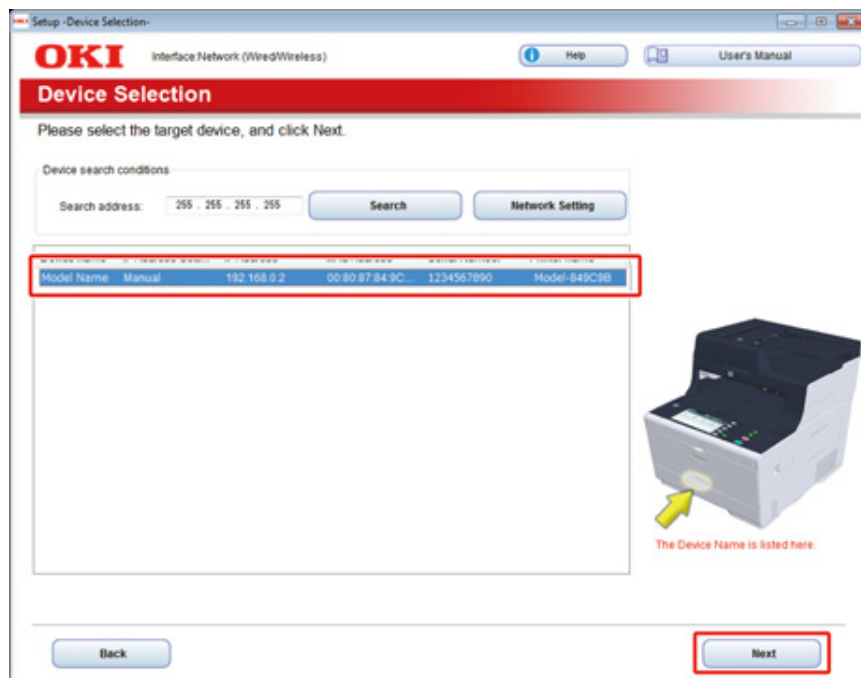 Setup -Device Selection-
OKI Interface:Network (Wired/Wireless) Help User's Manual
Device Selection
Please select the target device, and click Next.
Device search conditions
Search address: 255 . 255 . 255 . 255 Search Network Setting
Model Name Manual 192.168.0.2 00:80:87:84:9C... 1234567890 Model-849C9B
The Device Name is listed here.
Back Next